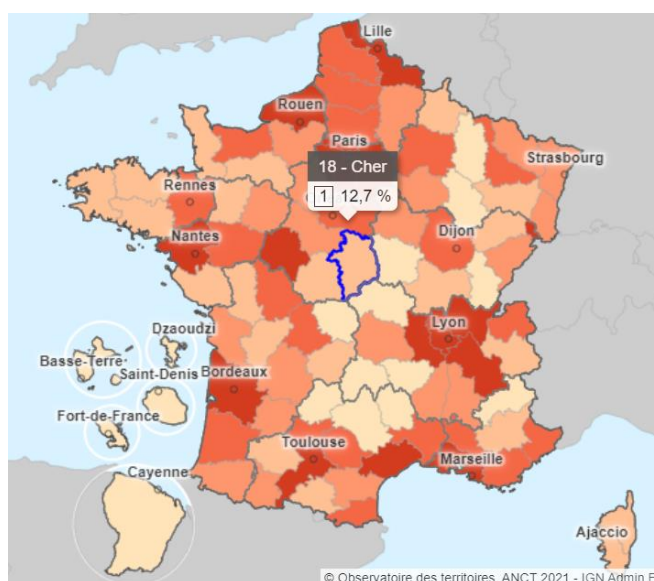 Lille
Rouen
Paris
18 - Cher
Strasbourg
Rennes
1 12,7 %
Nantes
Dijon
Dzaoudzi
Lyon
Basse-Terre
Saint-Denis
Bordeaux
Fort-de-France
Toulouse
Marseille
Cayenne
Ajaccio
© Observatoire des territoires, ANCT 2021 - IGN Admin E